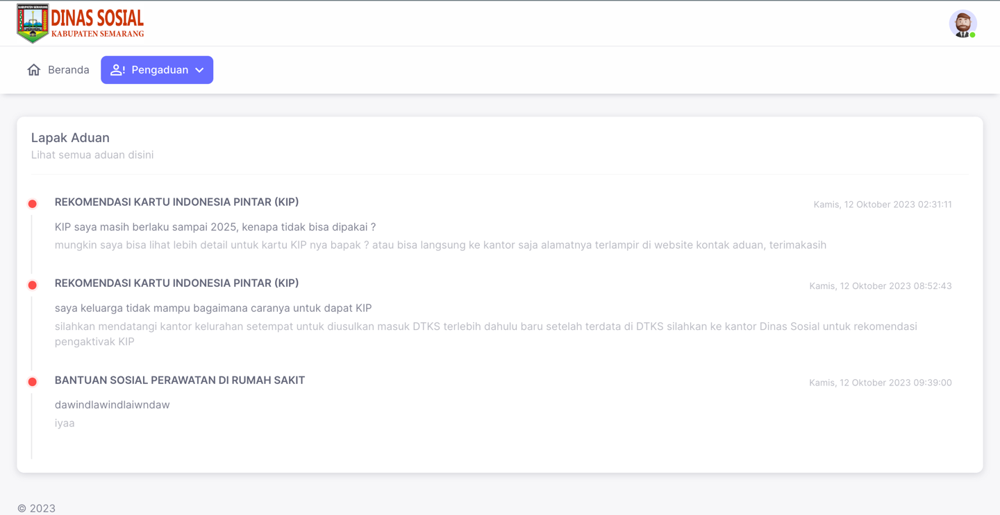 KABUPATEN SEMARANG
DINAS SOSIAL
KABUPATEN SEMARANG
Beranda
Pengaduan
Lapak Aduan
Lihat semua aduan disini
REKOMENDASI KARTU INDONESIA PINTAR (KIP)
Kamis, 12 Oktober 2023 02:31:11
KIP saya masih berlaku sampai 2025, kenapa tidak bisa dipakai ?
mungkin saya bisa lihat lebih detail untuk kartu KIP nya bapak ? atau bisa langsung ke kantor saja alamatnya terlampir di website kontak aduan, terimakasih
REKOMENDASI KARTU INDONESIA PINTAR (KIP)
Kamis, 12 Oktober 2023 08:52:43
saya keluarga tidak mampu bagaimana caranya untuk dapat KIP
silahkan mendatangi kantor kelurahan setempat untuk diusulkan masuk DTKS terlebih dahulu baru setelah terdata di DTKS silahkan ke kantor Dinas Sosial untuk rekomendasi
pengaktivak KIP
BANTUAN SOSIAL PERAWATAN DI RUMAH SAKIT
Kamis, 12 Oktober 2023 09:39:00
dawindlawindlaiwndaw
iyaa
© 2023